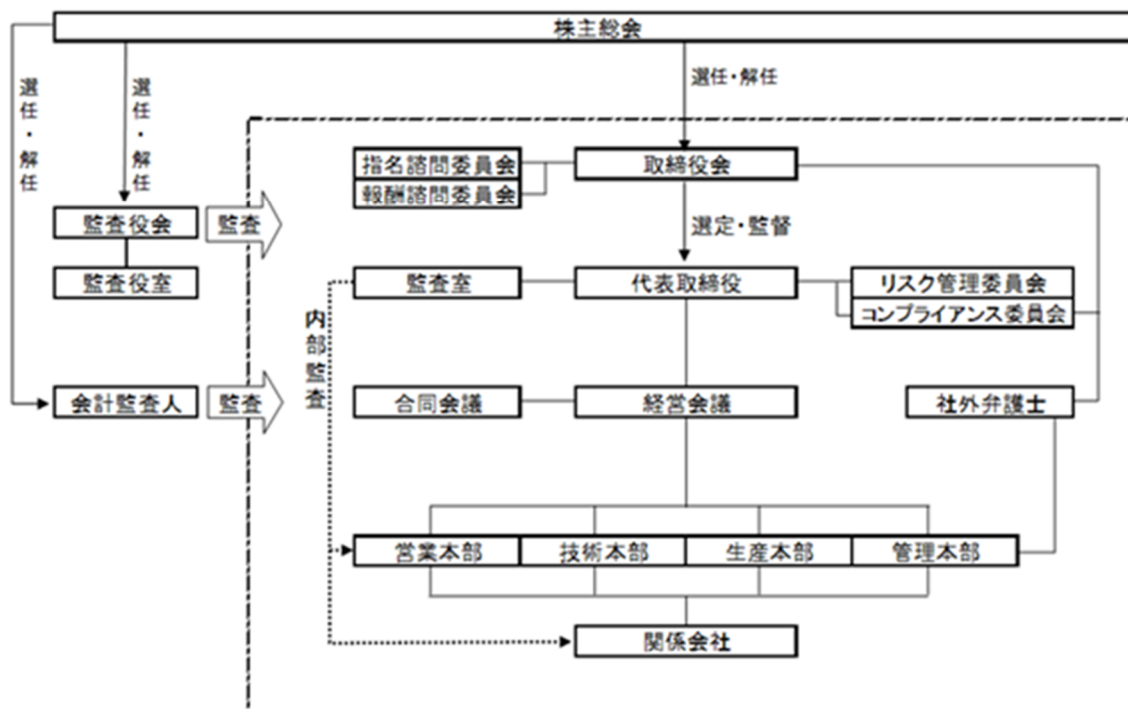 株主総会
選任・解任
選任・解任
選任・解任
指名諮問委員会
取締役会
報酬諮問委員会
監査役会
監査
選定・監督
監査役室
監査室
代表取締役
リスク管理委員会
コンプライアンス委員会
内部監査
会計監査人
監査
合同会議
経営会議
社外弁護士
営業本部
技術本部
生産本部
管理本部
関係会社